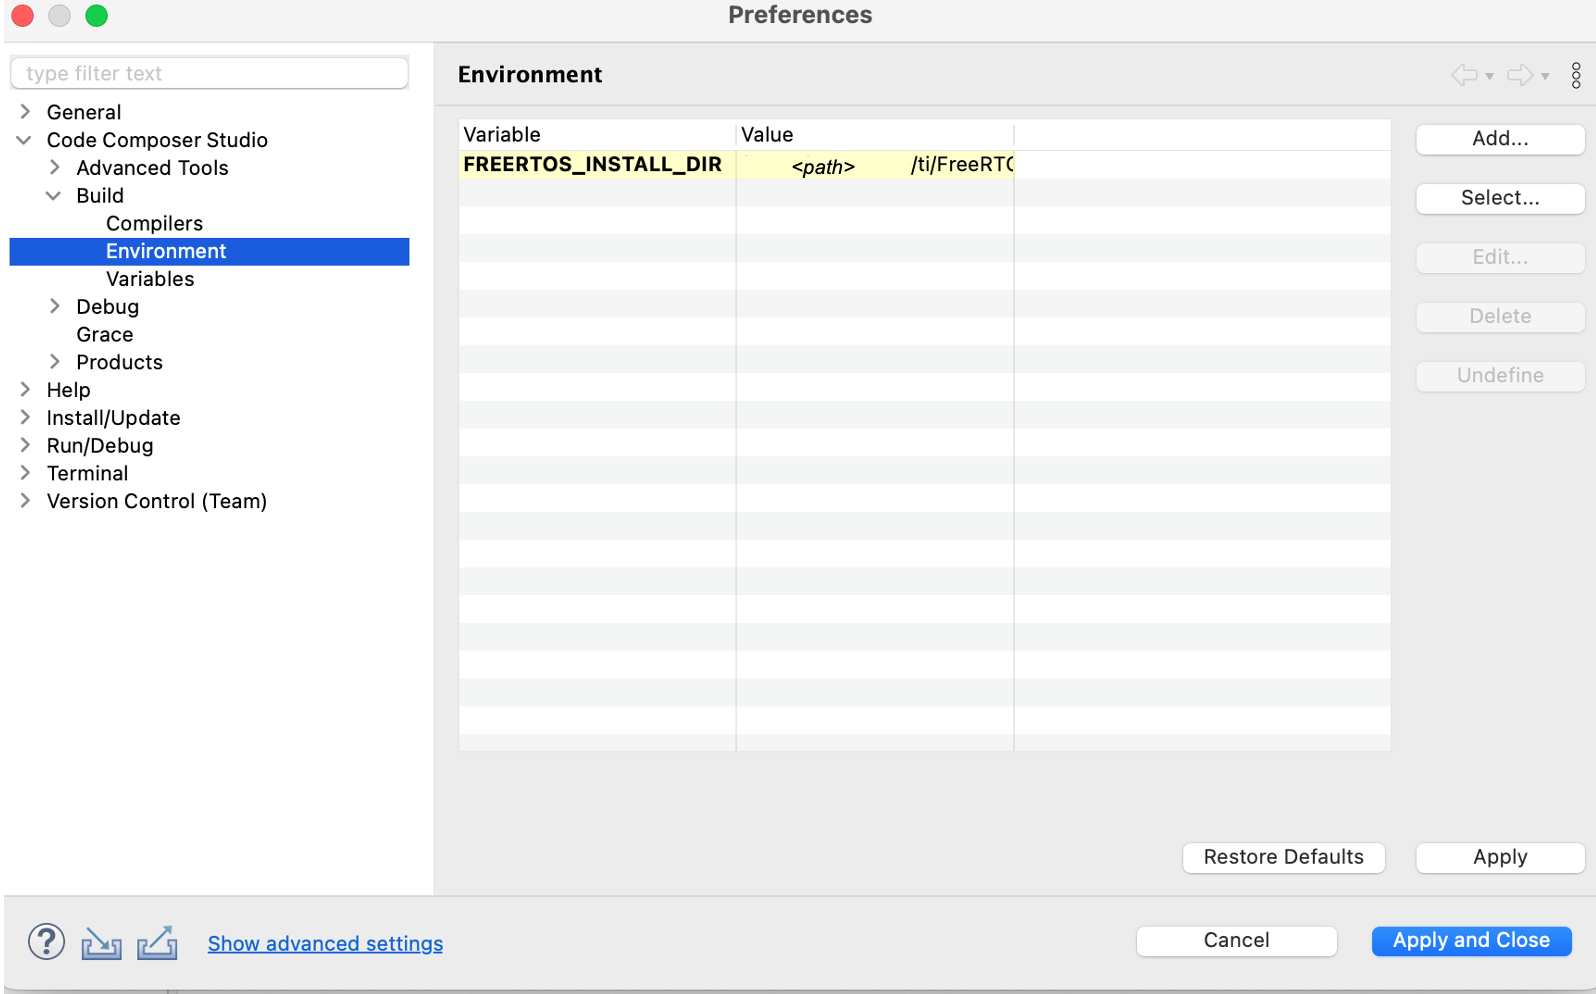 Preferences
type filter text
General
Code Composer Studio
Advanced Tools
Build
Compilers
Environment
Variables
Debug
Grace
Products
Help
Install/Update
Run/Debug
Terminal
Version Control (Team)
Environment
Variable Value
FREERTOS_INSTALL_DIR <path> /ti/FreeRTO
Add...
Select...
Edit...
Delete
Undefine
Restore Defaults Apply
? Show advanced settings Cancel Apply and Close